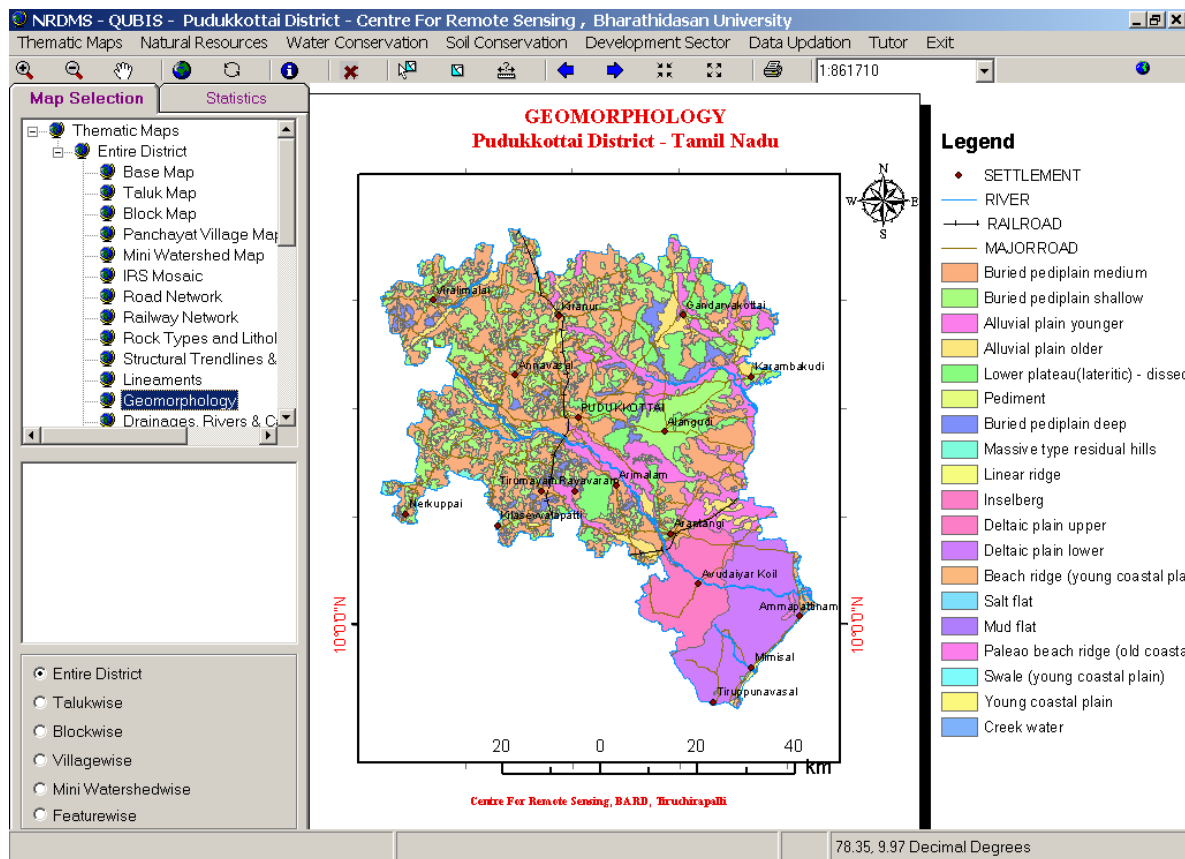 NRDMS - QUBIS - Pudukkottai District - Centre For Remote Sensing , Bharathidasan University
Thematic Maps Natural Resources Water Conservation Soil Conservation Development Sector Data Updation Tutor Exit
1:861710
Map Selection Statistics
Thematic Maps
Entire District
Base Map
Taluk Map
Block Map
Panchayat Village Map
Mini Watershed Map
IRS Mosaic
Road Network
Railway Network
Rock Types and Lithol
Structural Trendlines &
Lineaments
Geomorphology
Drainages, Rivers & C
Entire District
Talukwise
Blockwise
Villagewise
Mini Watershedwise
Featurewise
GEOMORPHOLOGY
Pudukkottai District - Tamil Nadu
N
W E
S
Viralimalai
Kiranur
Gandarvakottai
Annavasal
Karambakudi
PUDUKKOTTAI
Alangudi
Tirumayam Rayavaram
Arimalam
Nerkuppai
Kilasevvalpatti
Arantangi
Avudaiyar Koil
Ammapattinam
Mimisal
Tiruppunavasal
10°0'0"N
10°0'0"N
20 0 20 40
km
Centre For Remote Sensing, BARD, Tiruchirapalli
Legend
SETTLEMENT
RIVER
RAILROAD
MAJORROAD
Buried pediplain medium
Buried pediplain shallow
Alluvial plain younger
Alluvial plain older
Lower plateau(lateritic) - dissec
Pediment
Buried pediplain deep
Massive type residual hills
Linear ridge
Inselberg
Deltaic plain upper
Deltaic plain lower
Beach ridge (young coastal pla
Salt flat
Mud flat
Paleao beach ridge (old coasta
Swale (young coastal plain)
Young coastal plain
Creek water
78.35, 9.97 Decimal Degrees